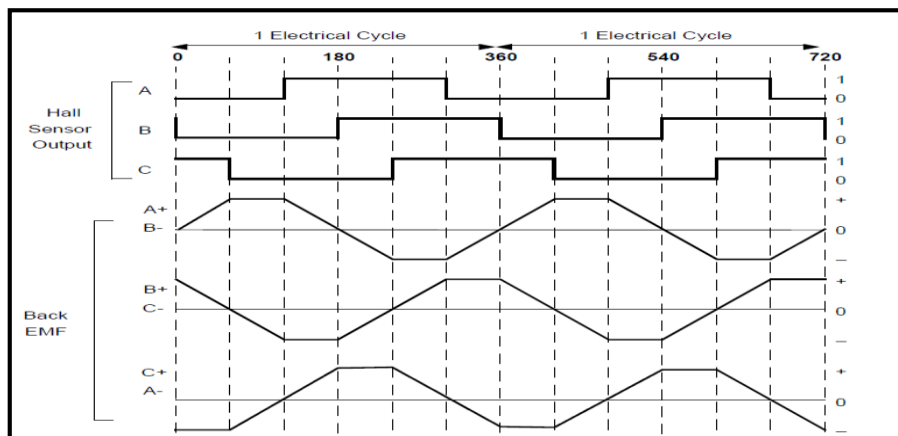 1 Electrical Cycle 1 Electrical Cycle
0 180 360 540 720
Hall
Sensor
Output
A 1
0
B 1
0
C 1
0
Back
EMF
A+ +
B- 0
–
B+ +
C- 0
–
C+ +
A- 0
–